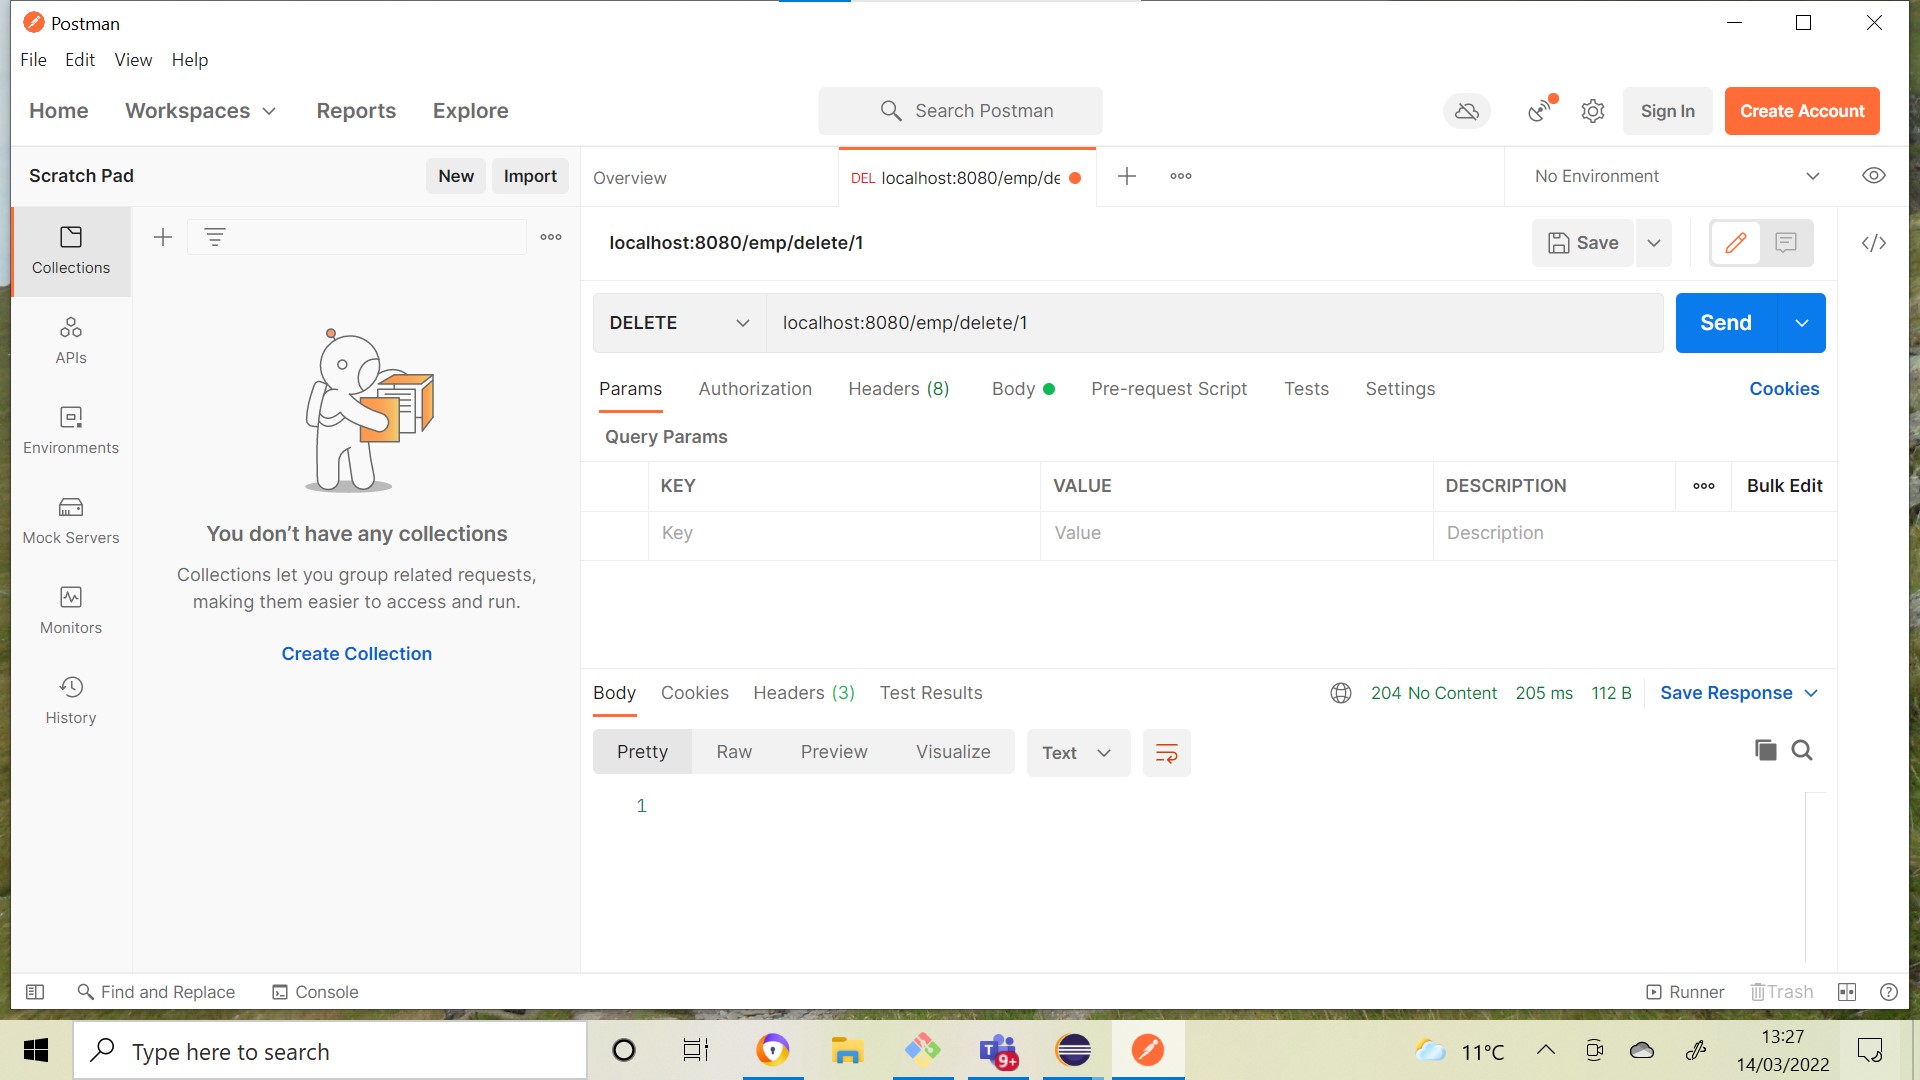 Postman
File Edit View Help
Home Workspaces Reports Explore
Search Postman
Sign In
Create Account
Scratch Pad
New
Import
Overview
DEL localhost:8080/emp/de
No Environment
Collections
APIs
Environments
Mock Servers
Monitors
History
You don’t have any collections
Collections let you group related requests,
making them easier to access and run.
Create Collection
localhost:8080/emp/delete/1
Save
DELETE
localhost:8080/emp/delete/1
Send
Params Authorization Headers (8) Body Pre-request Script Tests Settings
Cookies
Query Params
KEY VALUE DESCRIPTION
Bulk Edit
Key Value Description
Body Cookies Headers (3) Test Results
204 No Content 205 ms 112 B
Save Response
Pretty Raw Preview Visualize
Text
1
Find and Replace
Console
Runner
Trash
Type here to search
9+
11°C
13:27
14/03/2022